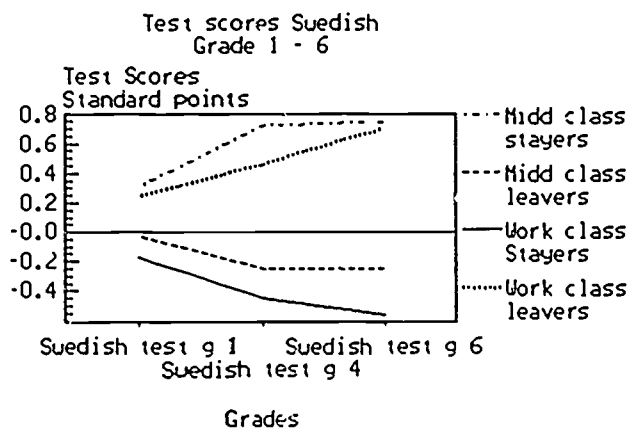 Test scores Suedish
Grade 1 - 6
Test Scores
Standard points
0.8
0.6
0.4
0.2
-0.0
-0.2
-0.4
Midd class
stayers
Midd class
leavers
Work class
Stayers
Work class
leavers
Suedish test g 1
Suedish test g 6
Suedish test g 4
Grades